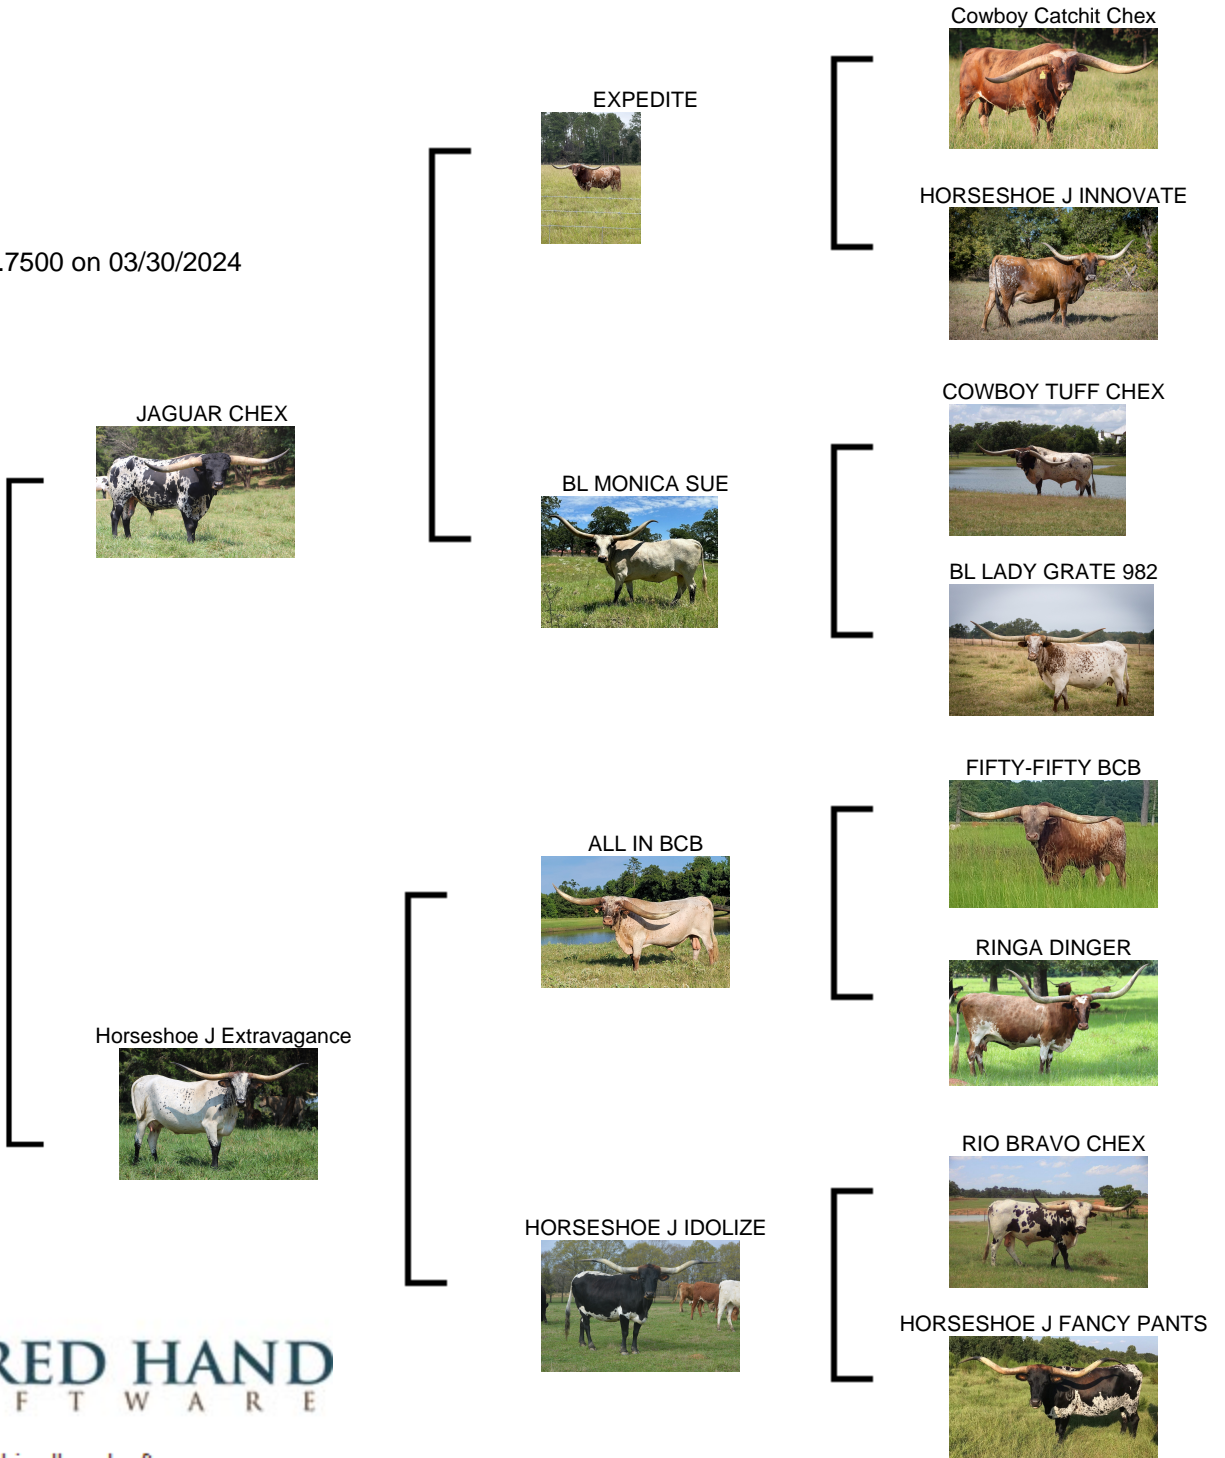 Cowboy Catchit Chex
EXPEDITE
HORSESHOE J INNOVATE
.7500 on 03/30/2024
COWBOY TUFF CHEX
JAGUAR CHEX
BL MONICA SUE
BL LADY GRATE 982
FIFTY-FIFTY BCB
ALL IN BCB
RINGA DINGER
Horseshoe J Extravagance
RIO BRAVO CHEX
HORSESHOE J IDOLIZE
HORSESHOE J FANCY PANTS
RED HAND
F T W A R E